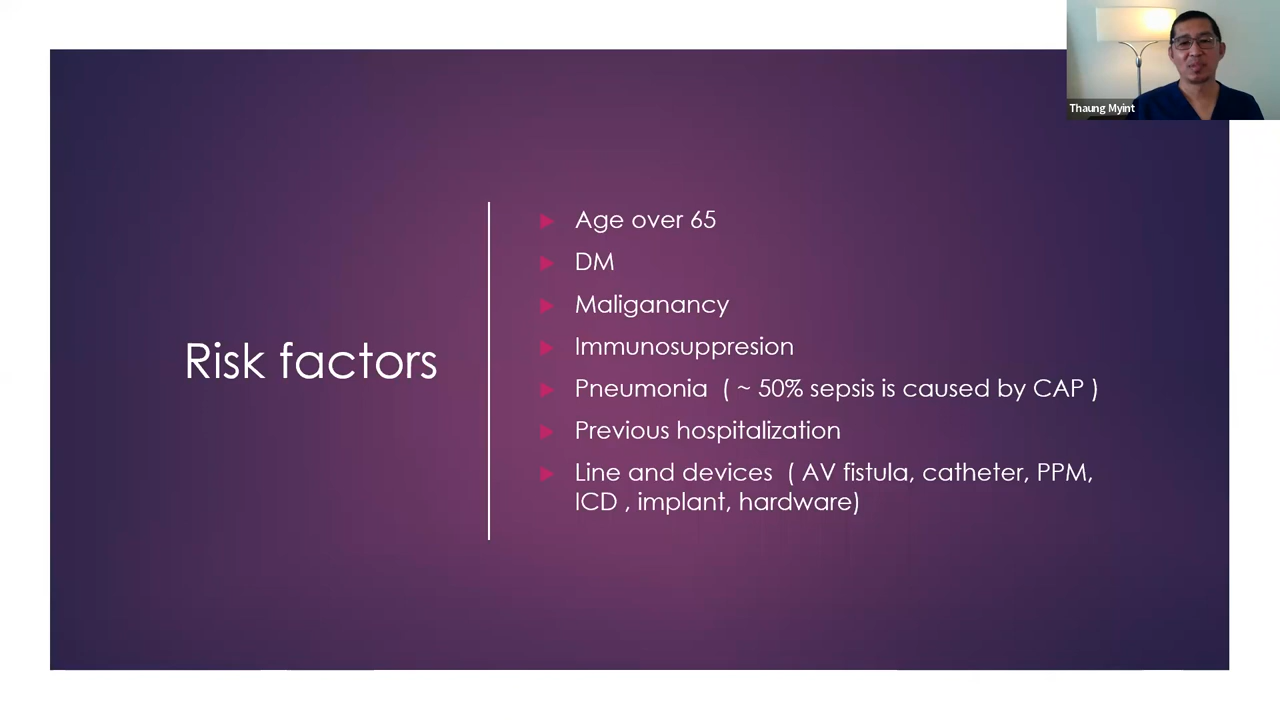 Thaung Myint
Risk factors
Age over 65
DM
Maliganancy
Immunosuppresion
Pneumonia ( ~ 50% sepsis is caused by CAP )
Previous hospitalization
Line and devices ( AV fistula, catheter, PPM,
ICD , implant, hardware)